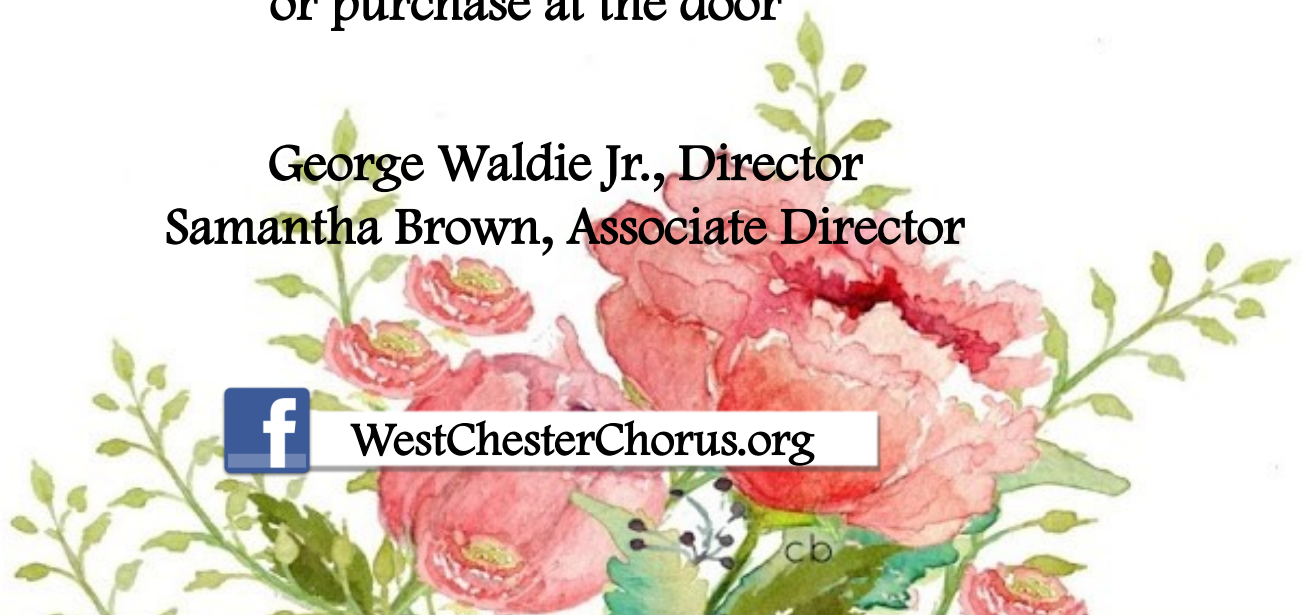 or purchase at the door
George Waldie Jr., Director
Samantha Brown, Associate Director
f WestChesterChorus.org
cb